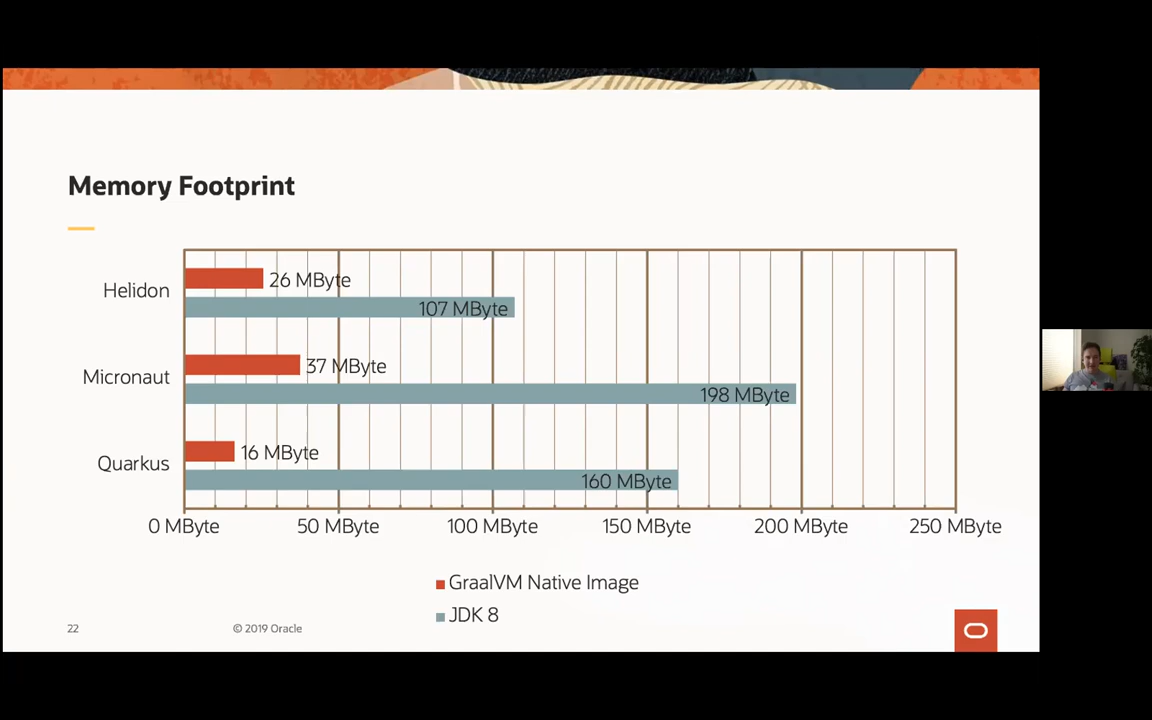 Memory Footprint
Helidon
26 MByte
107 MByte
Micronaut
37 MByte
198 MByte
Quarkus
16 MByte
160 MByte
0 MByte 50 MByte 100 MByte 150 MByte 200 MByte 250 MByte
GraalVM Native Image
JDK 8
22 © 2019 Oracle